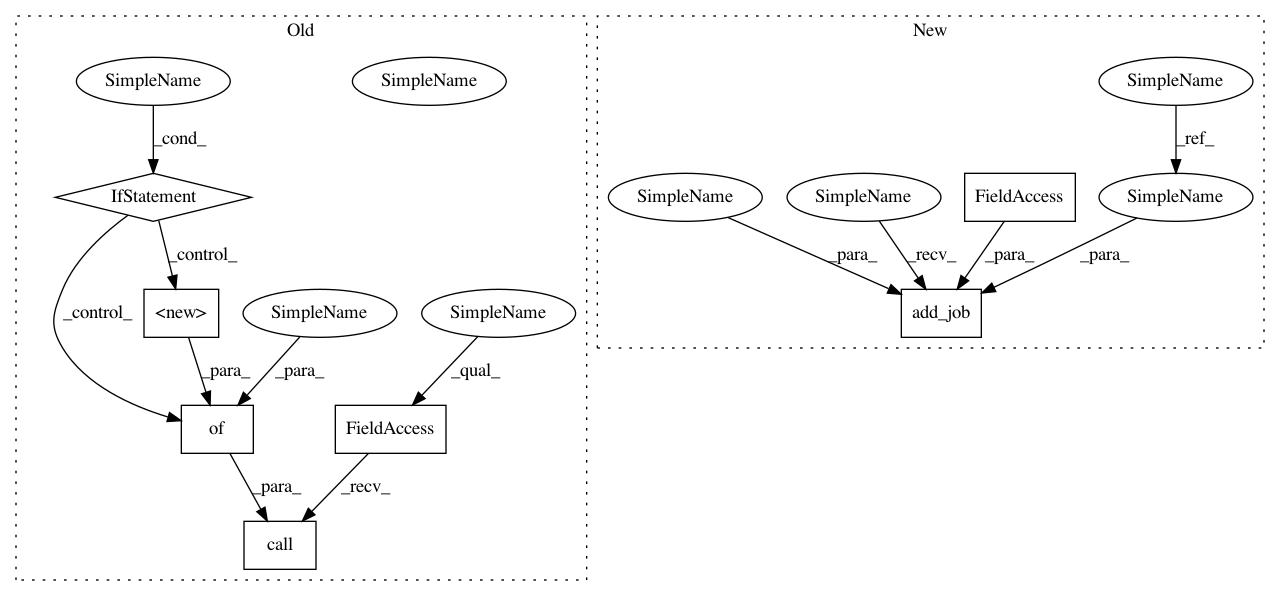 Old
New
SimpleName
SimpleName
SimpleName
_cond_
_ref_
IfStatement
SimpleName
SimpleName
FieldAccess
SimpleName
_control_
_para_
_recv_
_para_
_para_
_control_
<new>
SimpleName
SimpleName
add_job
_para_
_para_
_qual_
of
FieldAccess
_para_
_recv_
call